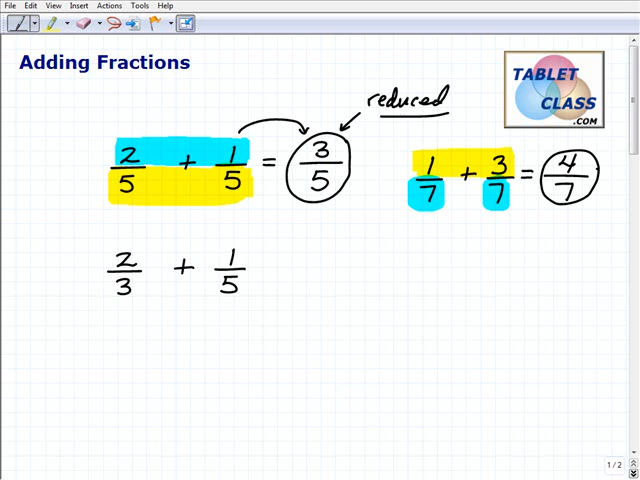 File Edit View Insert Actions Tools Help
Adding Fractions
TABLET
CLASS
.COM
reduced
2/5 + 1/5 = 3/5
1/7 + 3/7 = 4/7
2/3 + 1/5
1 / 2